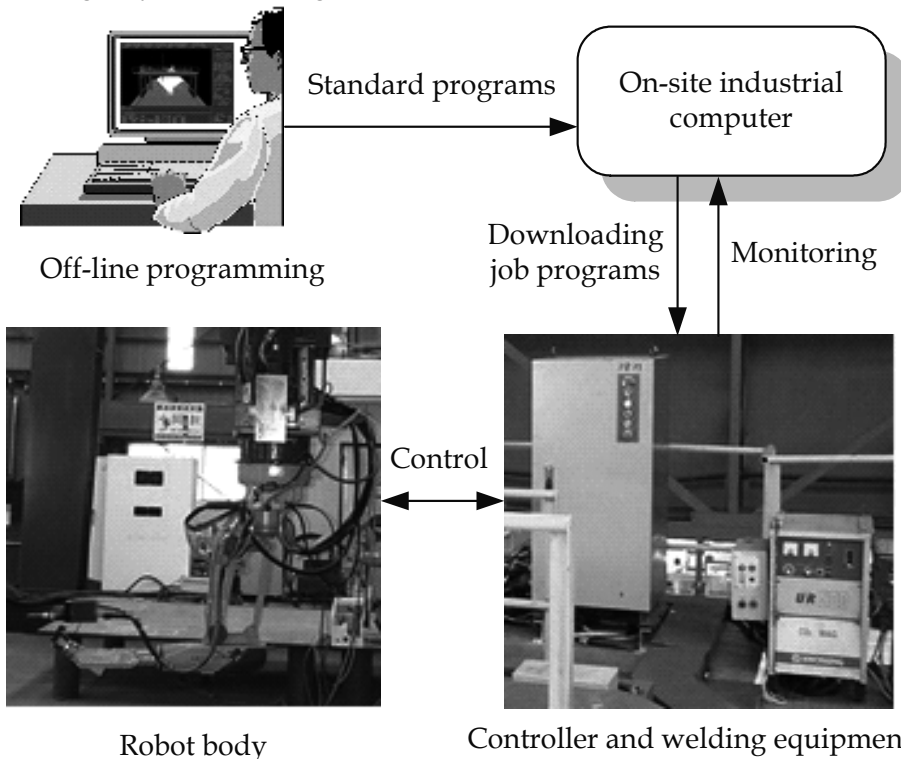 Standard programs
On-site industrial
computer
Off-line programming
Downloading
job programs
Monitoring
Control
Robot body
Controller and welding equipmen